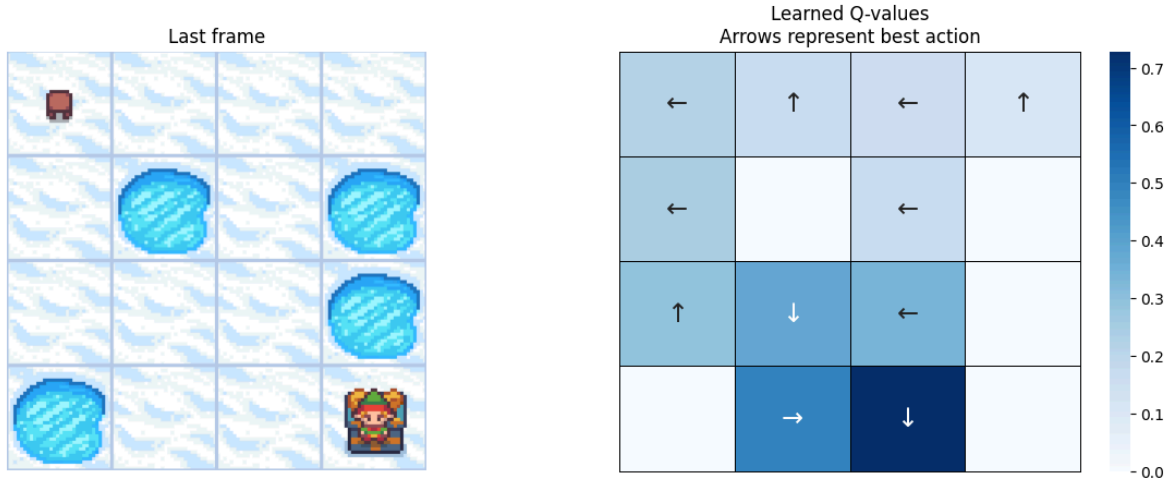 Last frame
Learned Q-values
Arrows represent best action
← ↑ ← ↑
← ←
↑ ↓ ←
→ ↓
0.7
0.6
0.5
0.4
0.3
0.2
0.1
0.0